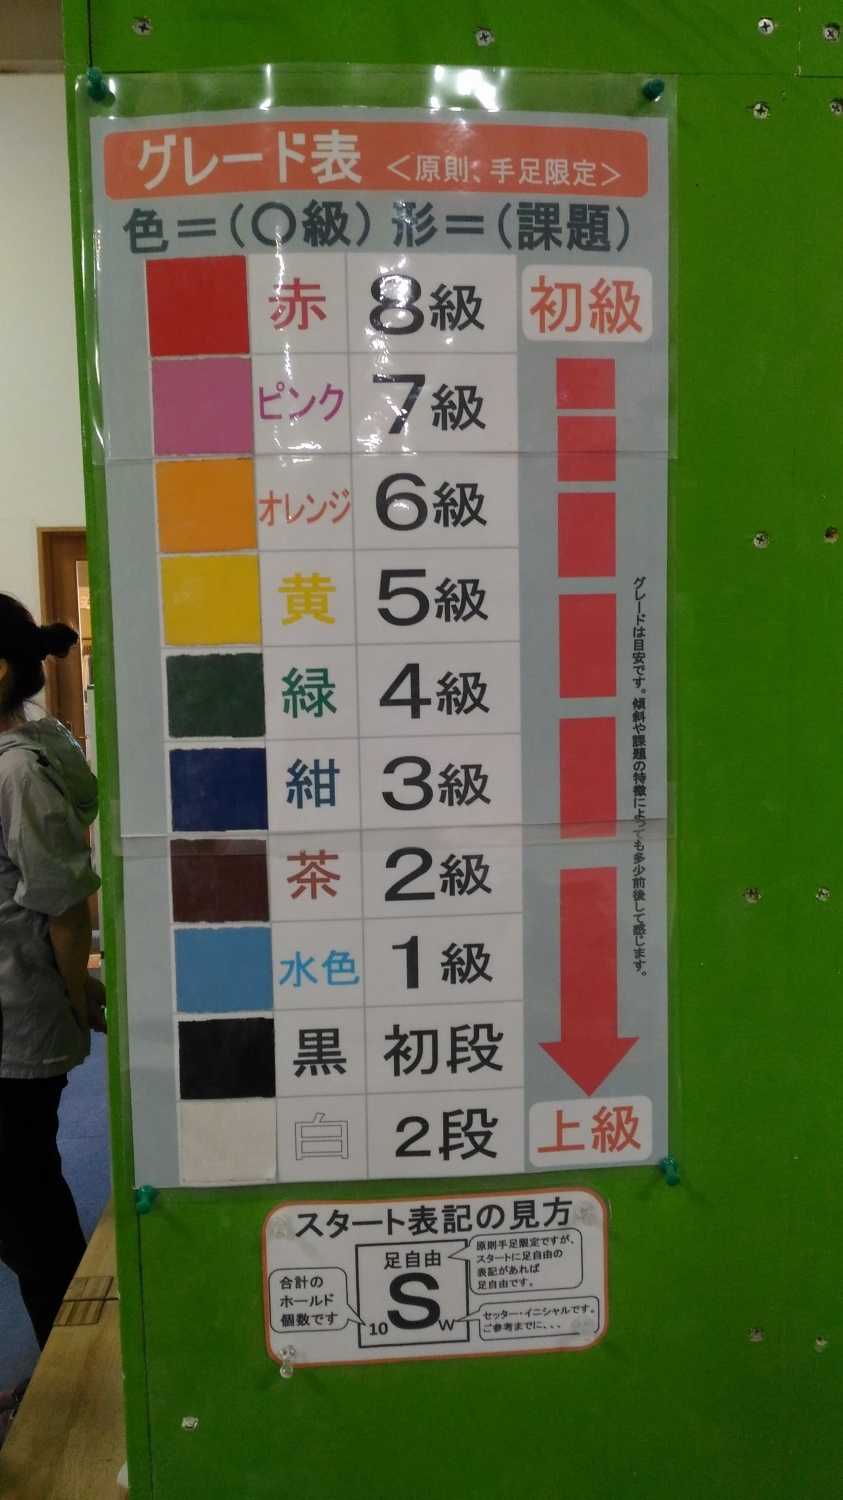 グレード表 <原則、手足限定>
色=(〇級) 形=(課題)
赤 8級 初級
ピンク 7級
オレンジ 6級
黄 5級
緑 4級
紺 3級
茶 2級
水色 1級
黒 初段
白 2段 上級
グレードは目安です。傾斜や課題の特徴によっても多少前後して感じます。
スタート表記の見方
足自由
S
10
W
合計の
ホールド
個数です
原則手足限定ですが、
スタートに足自由の
表記があれば
足自由です。
セッター・イニシャルです。
ご参考までに、、、